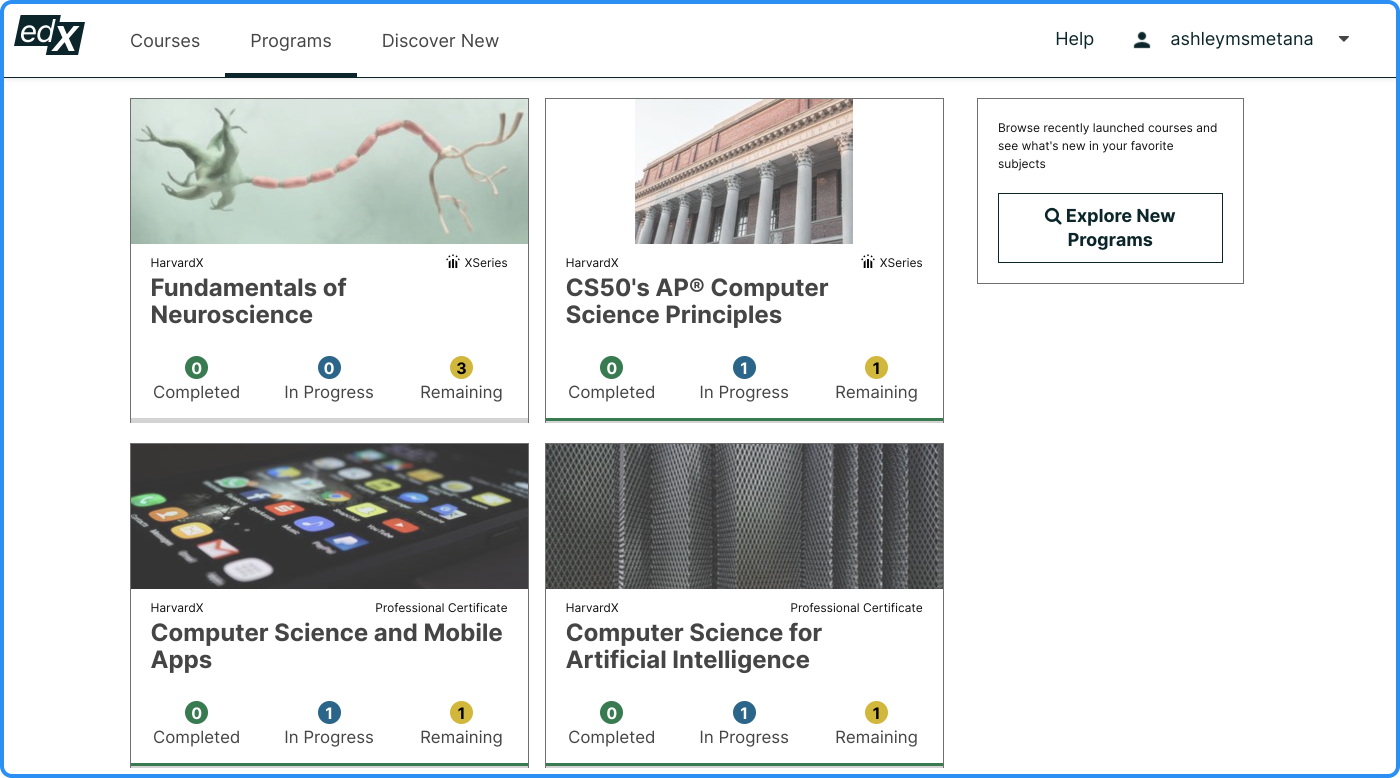 edX
Courses
Programs
Discover New
Help
ashleymsmetana
HarvardX
XSeries
Fundamentals of
Neuroscience
0
Completed
0
In Progress
3
Remaining
HarvardX
XSeries
CS50's AP® Computer
Science Principles
0
Completed
1
In Progress
1
Remaining
Browse recently launched courses and
see what's new in your favorite
subjects
Explore New
Programs
HarvardX
Professional Certificate
Computer Science and Mobile
Apps
0
Completed
1
In Progress
1
Remaining
HarvardX
Professional Certificate
Computer Science for
Artificial Intelligence
0
Completed
1
In Progress
1
Remaining